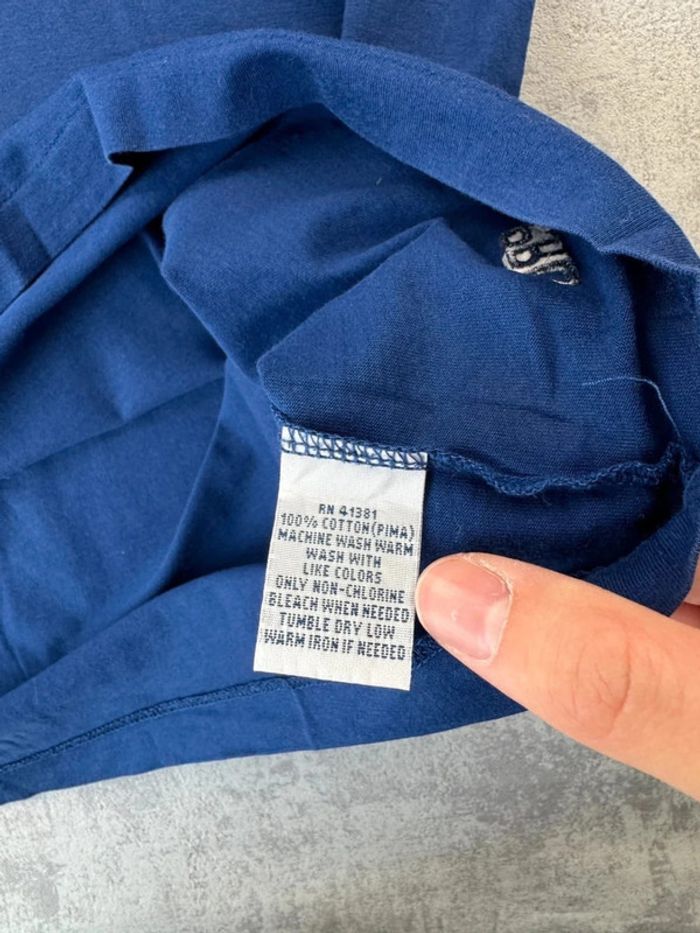 RN 41381
100% COTTON(PIMA)
MACHINE WASH WARM
WASH WITH
LIKE COLORS
ONLY NON-CHLORINE
BLEACH WHEN NEEDED
TUMBLE DRY LOW
WARM IRON IF NEEDED